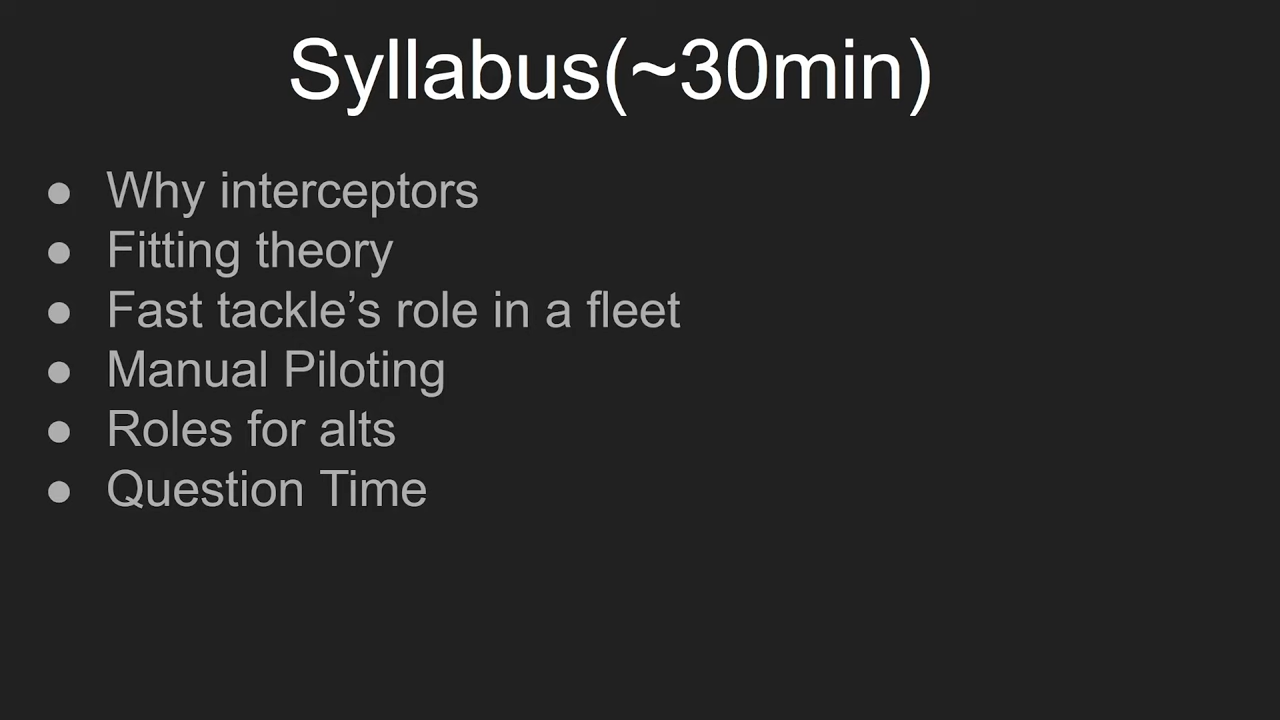 Syllabus(~30min)
● Why interceptors
● Fitting theory
● Fast tackle’s role in a fleet
● Manual Piloting
● Roles for alts
● Question Time